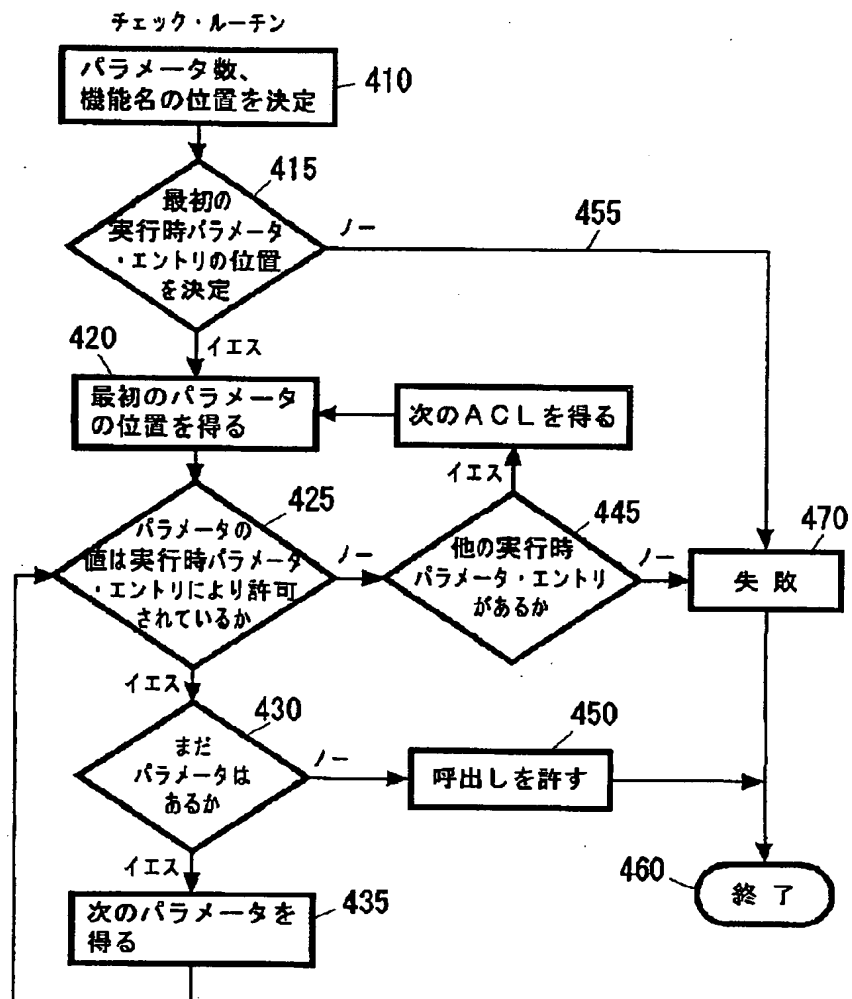 チェック・ルーチン
パラメータ数、
機能名の位置を決定
410
415
最初の
実行時パラメータ
・エントリの位置
を決定
ノー
455
イエス
420
最初のパラメータ
の位置を得る
次のACLを得る
イエス
425
パラメータの
値は実行時パラメータ
・エントリにより許可
されているか
ノー
445
他の実行時
パラメータ・エントリ
があるか
ノー
470
失敗
イエス
430
まだ
パラメータは
あるか
ノー
450
呼出しを許す
イエス
435
次のパラメータを
得る
460
終了